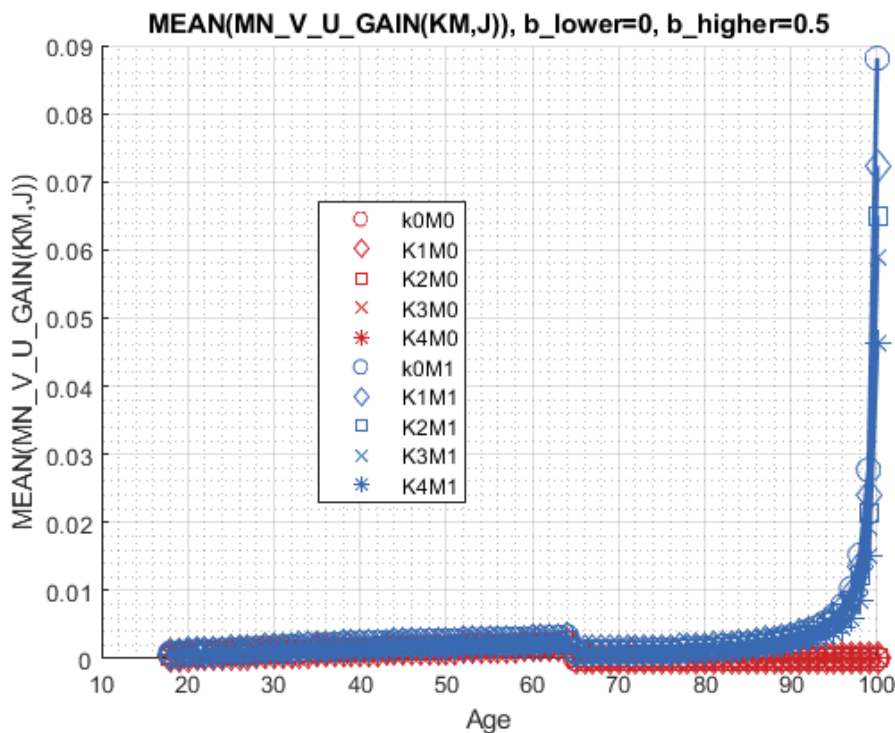 MEAN(MN_V_U_GAIN(KM,J)), b_lower=0, b_higher=0.5
0.09
0.08
0.07
0.06
0.05
0.04
0.03
0.02
0.01
0
MEAN(MN_V_U_GAIN(KM,J))
k0M0
K1M0
K2M0
K3M0
K4M0
k0M1
K1M1
K2M1
K3M1
K4M1
10 20 30 40 50 60 70 80 90 100
Age